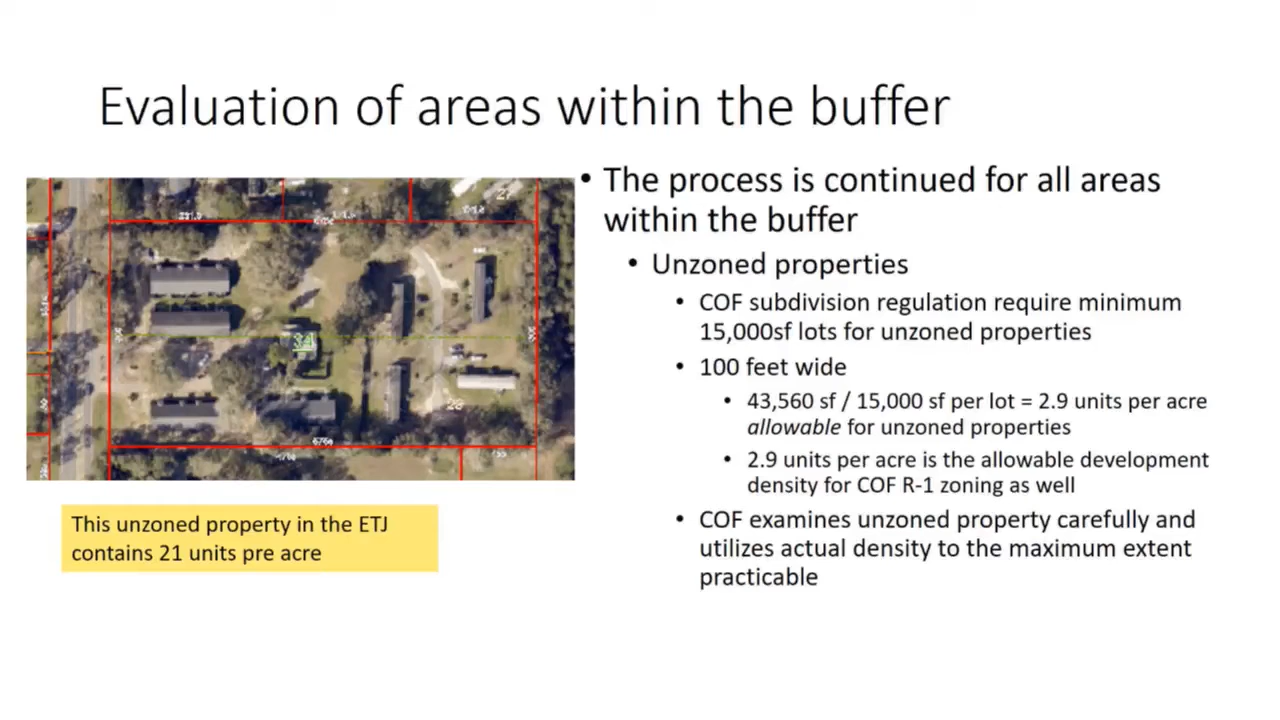 Evaluation of areas within the buffer
• The process is continued for all areas
within the buffer
• Unzoned properties
• COF subdivision regulation require minimum
15,000sf lots for unzoned properties
• 100 feet wide
• 43,560 sf / 15,000 sf per lot = 2.9 units per acre
allowable for unzoned properties
• 2.9 units per acre is the allowable development
density for COF R-1 zoning as well
• COF examines unzoned property carefully and
utilizes actual density to the maximum extent
practicable
This unzoned property in the ETJ
contains 21 units pre acre